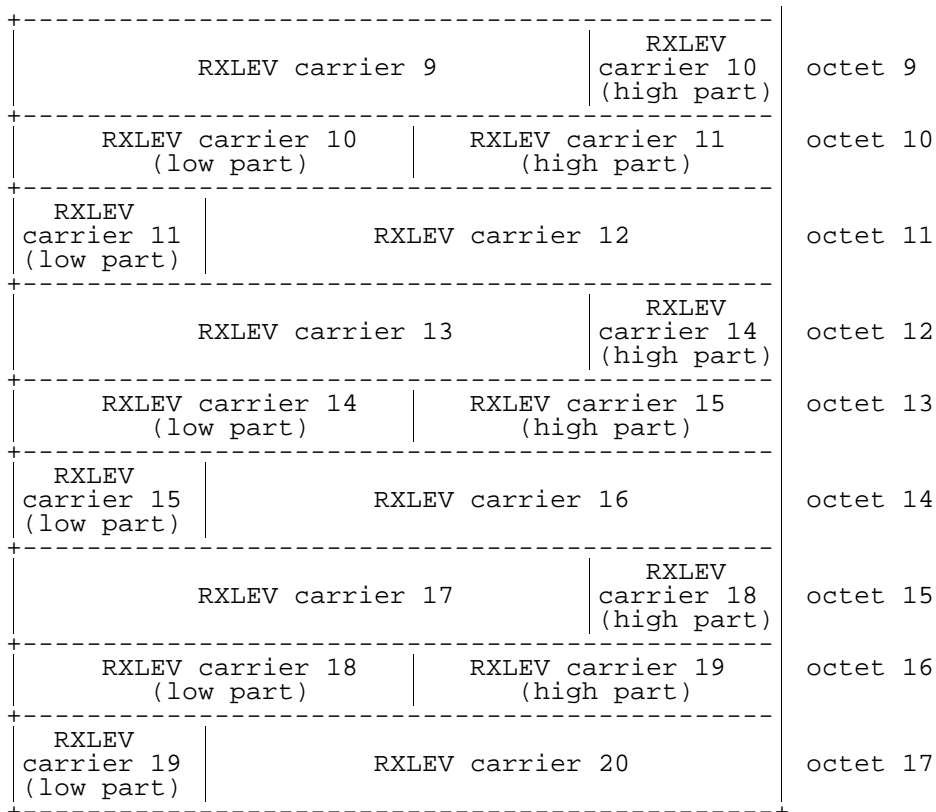 RXLEV
RXLEV carrier 9 carrier 10 octet 9
(high part)
RXLEV carrier 10 RXLEV carrier 11 octet 10
(low part) (high part)
RXLEV
carrier 11 RXLEV carrier 12 octet 11
(low part)
RXLEV
RXLEV carrier 13 carrier 14 octet 12
(high part)
RXLEV carrier 14 RXLEV carrier 15 octet 13
(low part) (high part)
RXLEV
carrier 15 RXLEV carrier 16 octet 14
(low part)
RXLEV
RXLEV carrier 17 carrier 18 octet 15
(high part)
RXLEV carrier 18 RXLEV carrier 19 octet 16
(low part) (high part)
RXLEV
carrier 19 RXLEV carrier 20 octet 17
(low part)